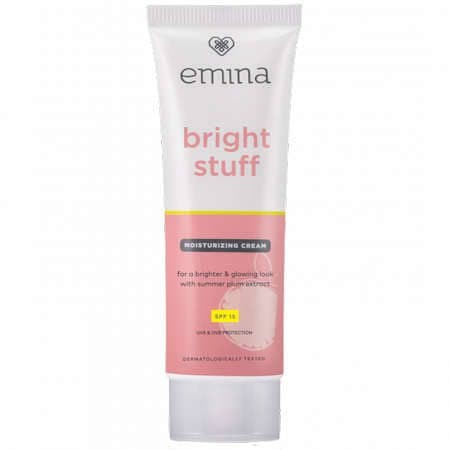 emina
bright
stuff
MOISTURIZING CREAM
for a brighter & glowing look
with summer plum extract
SPF 15
UVA & UVB PROTECTION
DERMATOLOGICALLY TESTED